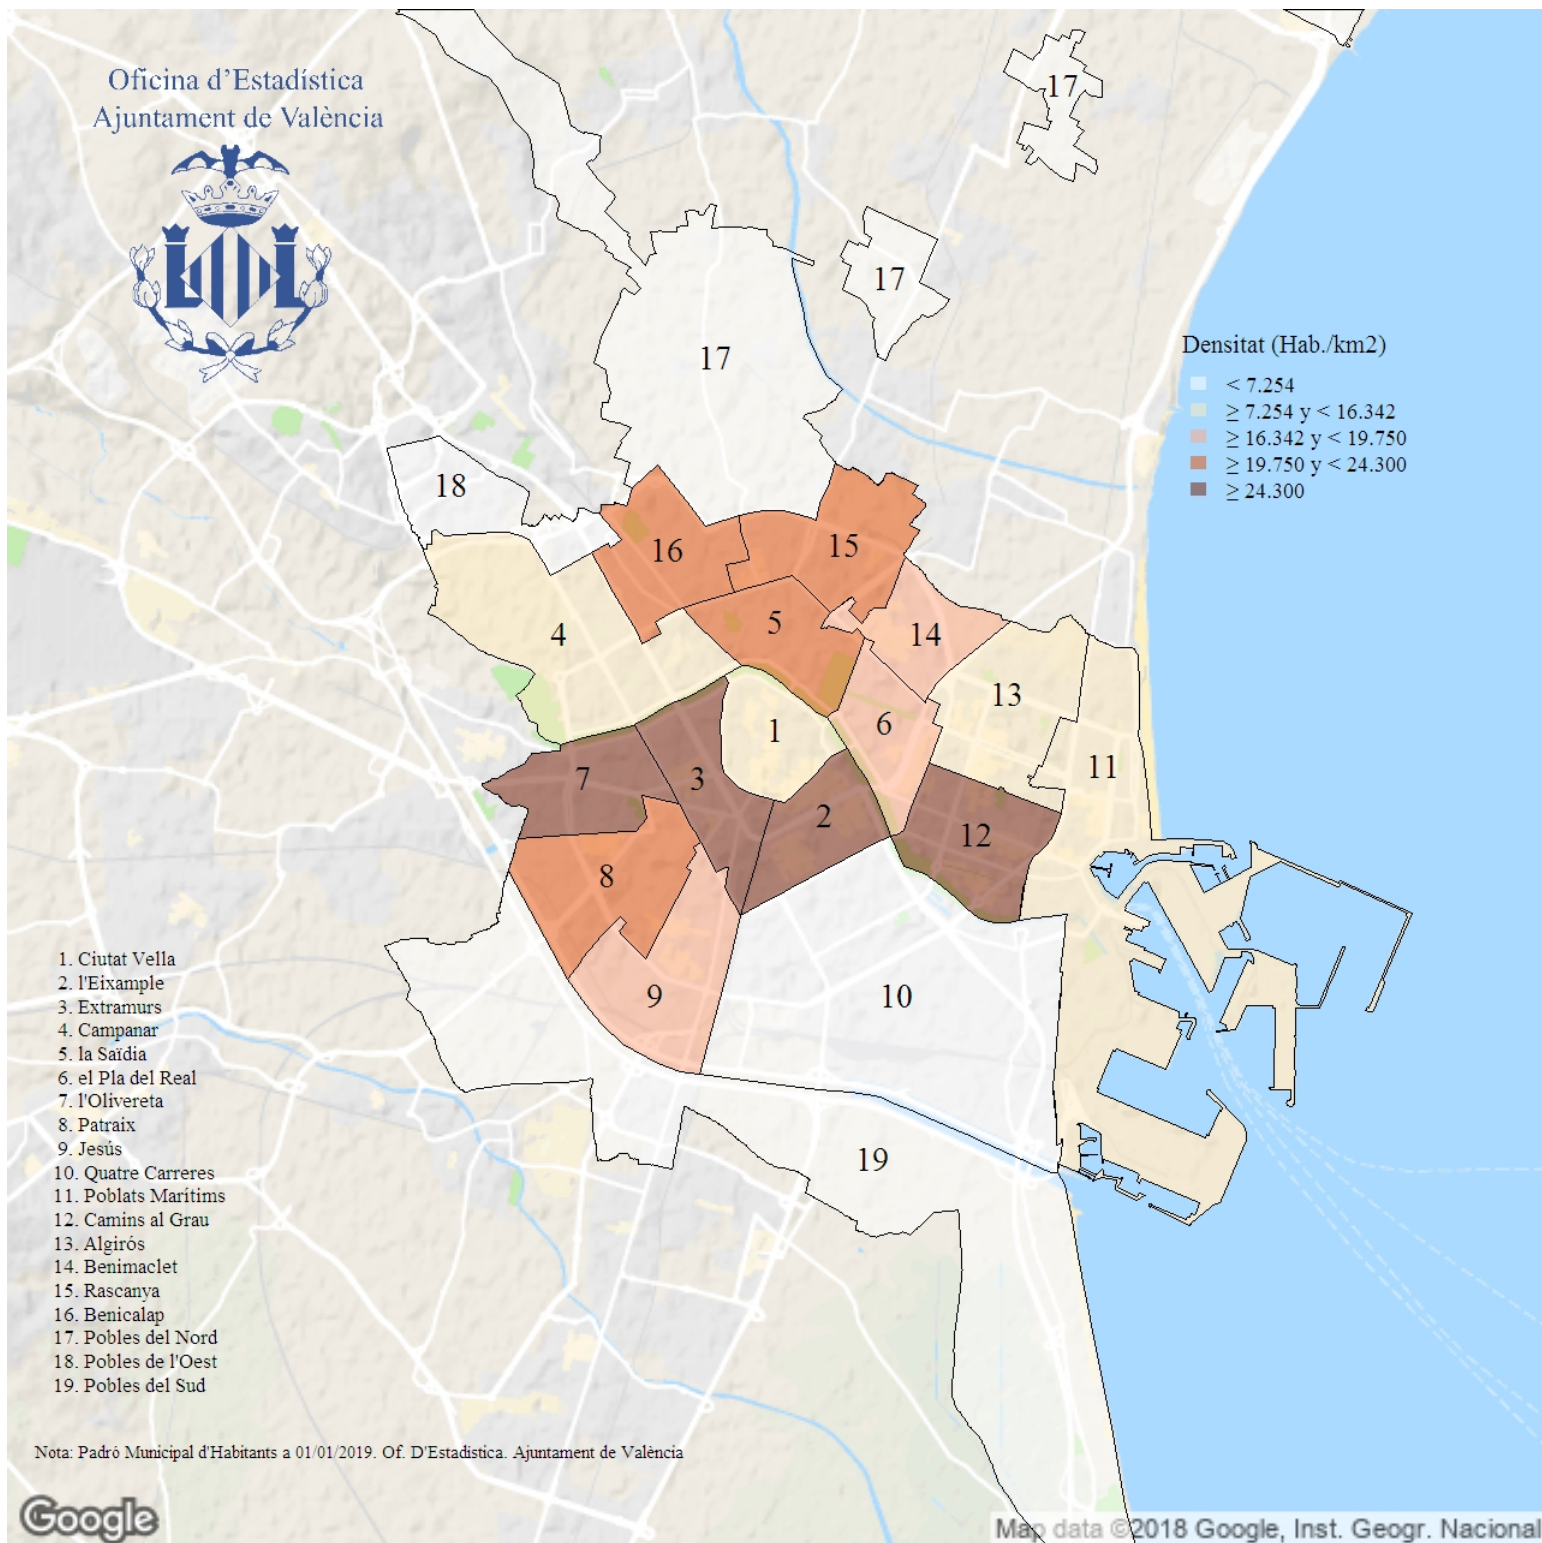 Oficina d'Estadística
Ajuntament de València
17
17
17
18
16
15
5
14
4
13
1
6
11
7
3
2
12
8
9
10
19
Densitat (Hab./km2)
< 7.254
≥ 7.254 y < 16.342
≥ 16.342 y < 19.750
≥ 19.750 y < 24.300
≥ 24.300
1. Ciutat Vella
2. l'Eixample
3. Extramurs
4. Campanar
5. la Saïdia
6. el Pla del Real
7. l'Olivereta
8. Patraix
9. Jesús
10. Quatre Carreres
11. Poblats Marítims
12. Camins al Grau
13. Algirós
14. Benimaclet
15. Rascanya
16. Benicalap
17. Pobles del Nord
18. Pobles de l'Oest
19. Pobles del Sud
Nota: Padró Municipal d'Habitants a 01/01/2019. Of. D'Estadística. Ajuntament de València
Google
Map data ©2018 Google, Inst. Geogr. Nacional